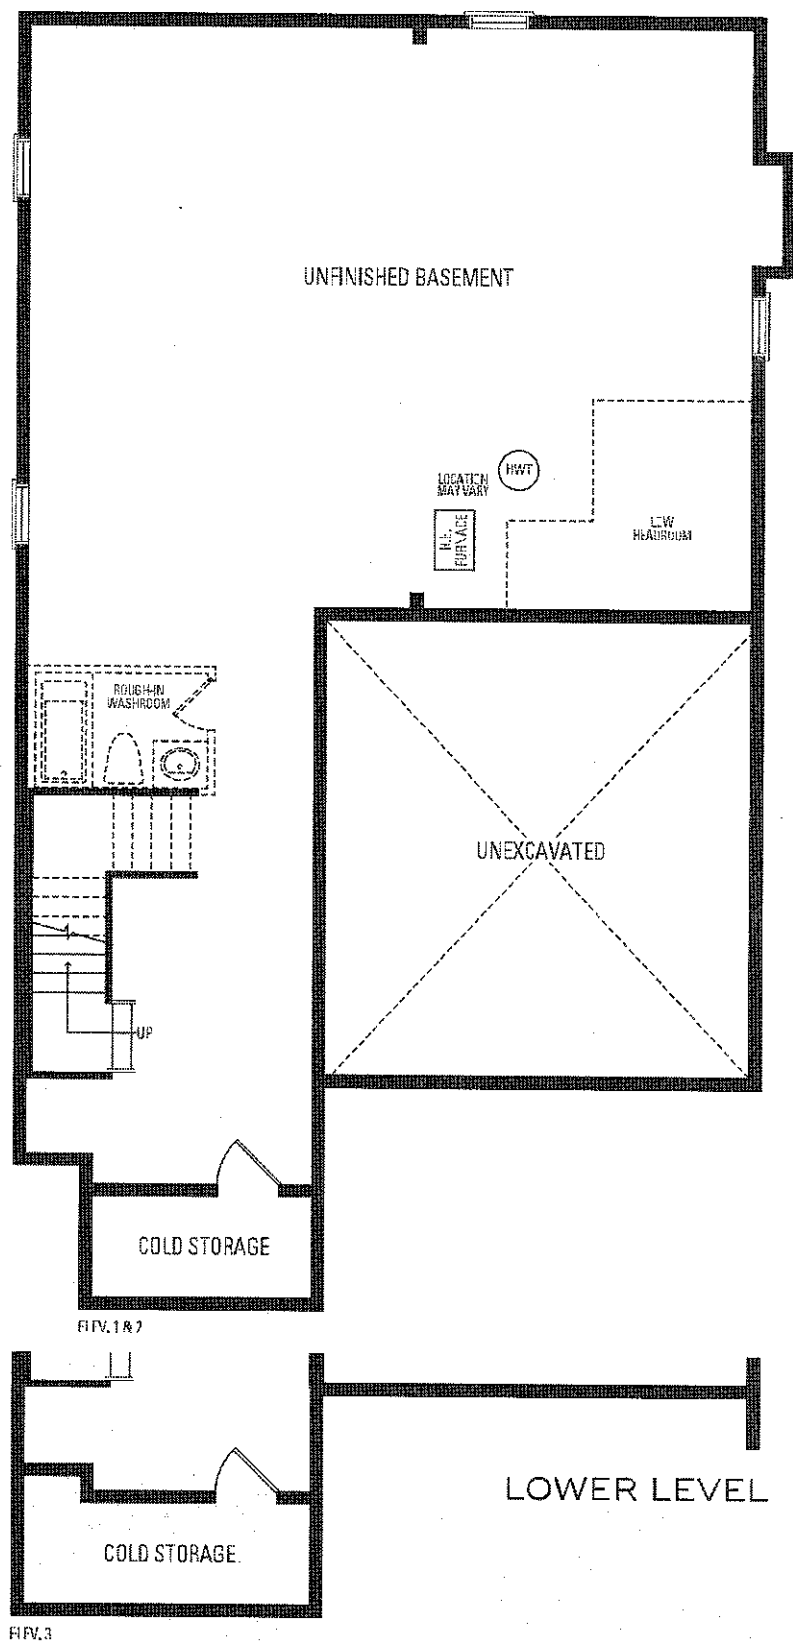 UNFINISHED BASEMENT
HWT
LOCATION
MAY VARY
H.E.
FURNACE
LOW
HEADROOM
ROUGH-IN
WASHROOM
UNEXCAVATED
UP
COLD STORAGE
ELEV. 1 & 2
LOWER LEVEL
COLD STORAGE
ELEV. 3